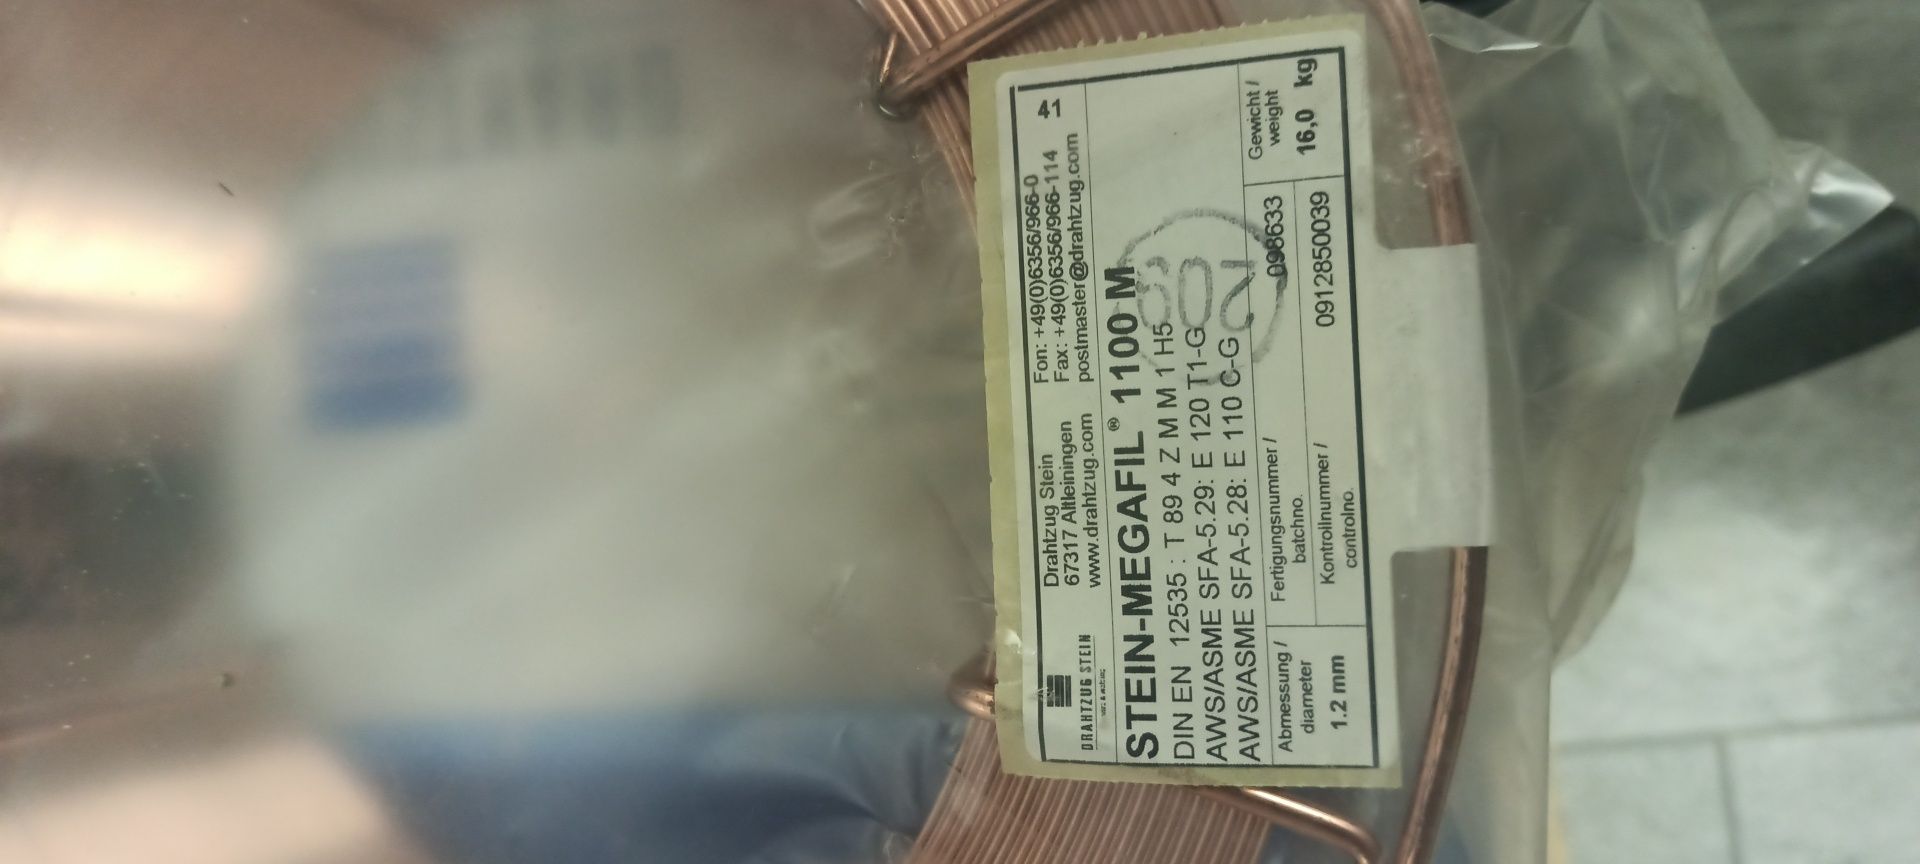 DRAHTZUG STEIN
Drahtzug Stein
67317 Altleiningen
www.drahtzug.com
Fon: +49(0)6356/966-0
Fax: +49(0)6356/966-114
postmaster@drahtzug.com
41
STEIN-MEGAFIL® 1100 M
DIN EN 12535 : T 89 4 Z M M 1 H5
AWS/ASME SFA-5.29: E 120 T1-G
AWS/ASME SFA-5.28: E 110 C-G
209
Abmessung /
diameter
1.2 mm
Fertigungsnummer /
batchno.
098633
Kontrollnummer /
controlno.
0912850039
Gewicht /
weight
16,0 kg